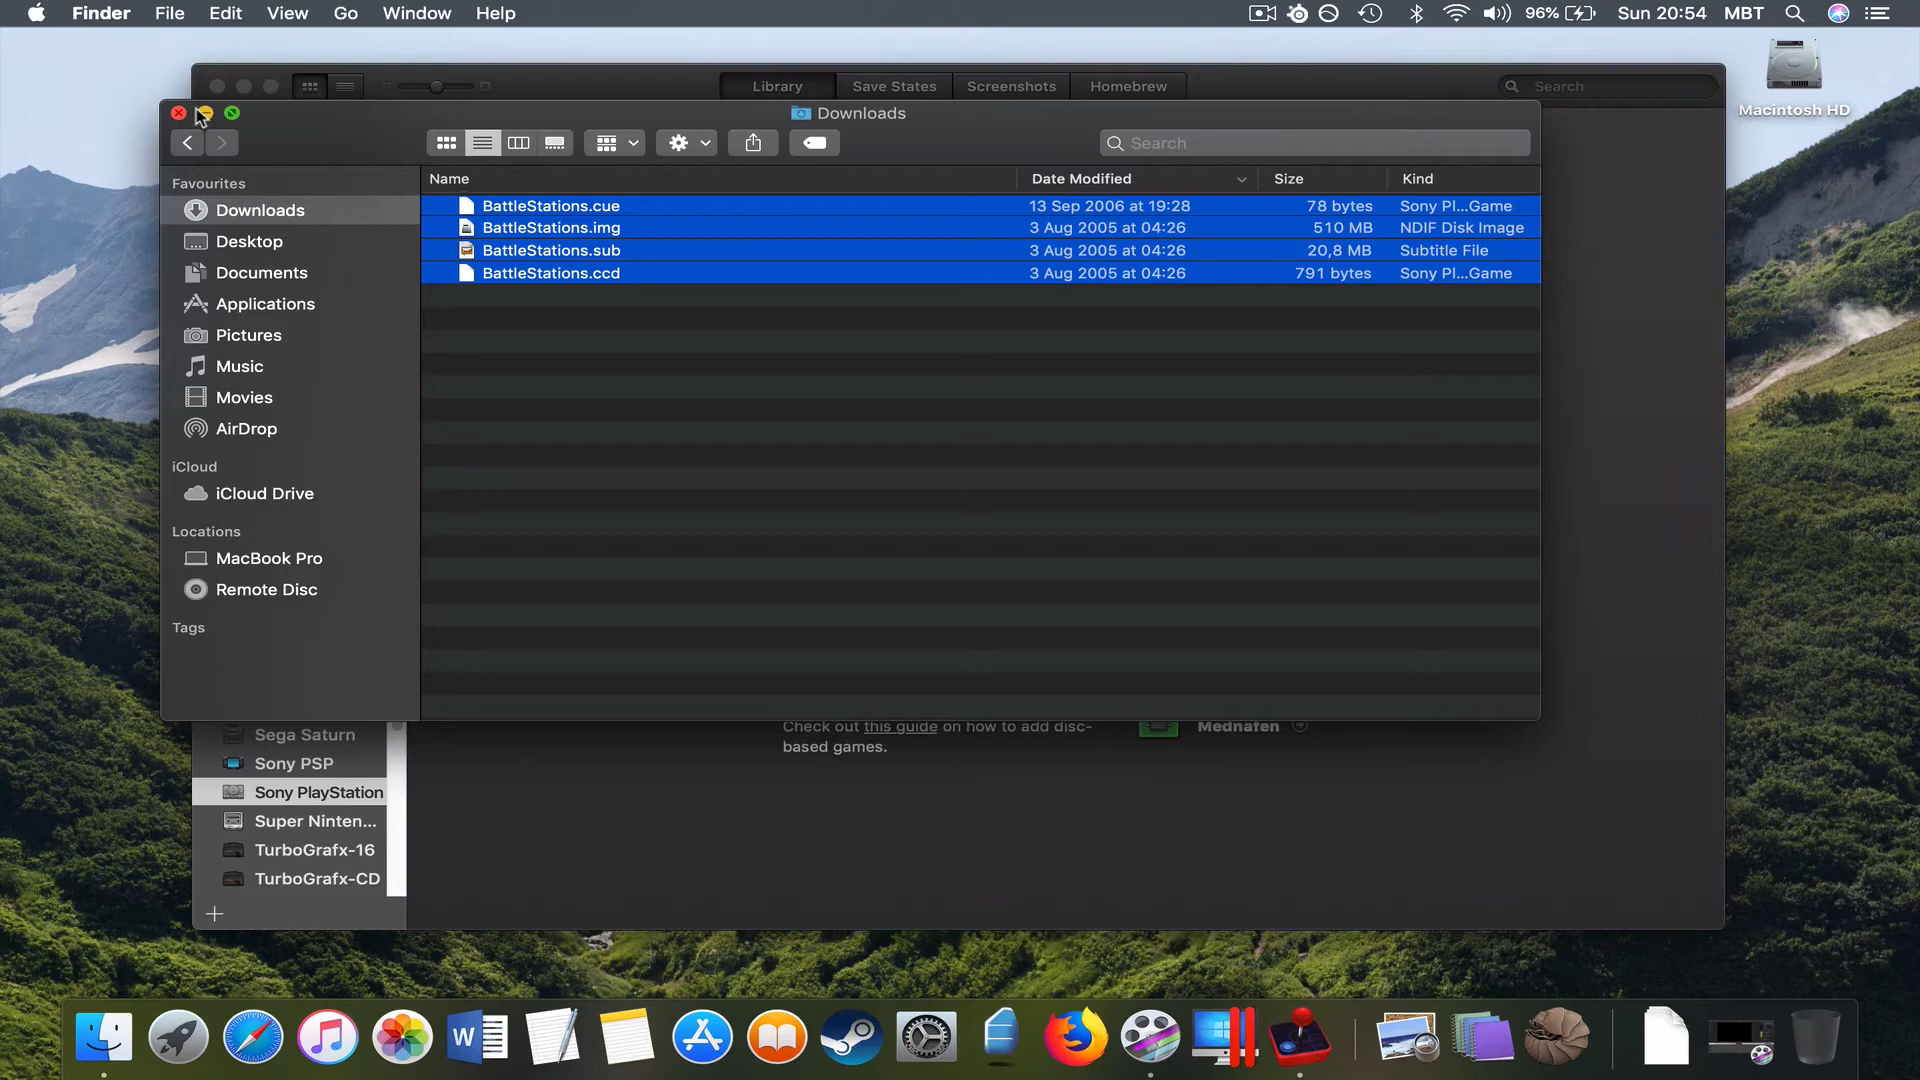 Finder File Edit View Go Window Help 96% Sun 20:54 MBT
Library Save States Screenshots Homebrew Search
Macintosh HD
Downloads
Search
Favourites
Downloads
Desktop
Documents
Applications
Pictures
Music
Movies
AirDrop
iCloud
iCloud Drive
Locations
MacBook Pro
Remote Disc
Tags
Name Date Modified Size Kind
BattleStations.cue 13 Sep 2006 at 19:28 78 bytes Sony Pl...Game
BattleStations.img 3 Aug 2005 at 04:26 510 MB NDIF Disk Image
BattleStations.sub 3 Aug 2005 at 04:26 20,8 MB Subtitle File
BattleStations.ccd 3 Aug 2005 at 04:26 791 bytes Sony Pl...Game
Sega Saturn
Sony PSP
Sony PlayStation
Super Ninten...
TurboGrafx-16
TurboGrafx-CD
Check out this guide on how to add disc-
based games.
Mednafen
W